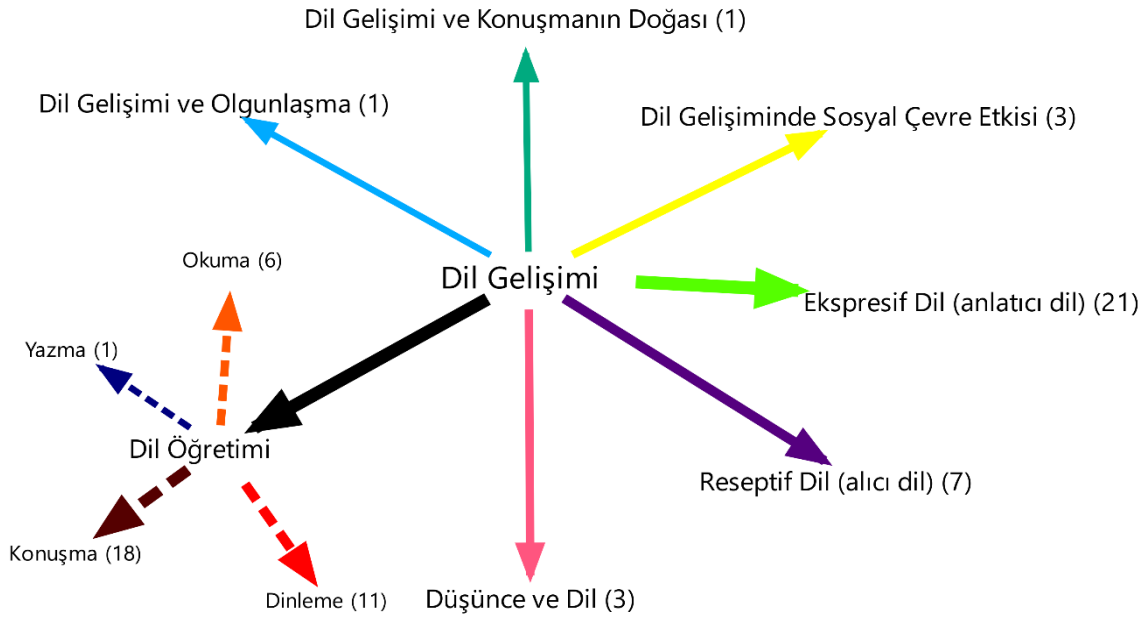 Dil Gelişimi ve Konuşmanın Doğası (1)
Dil Gelişimi ve Olgunlaşma (1)
Dil Gelişiminde Sosyal Çevre Etkisi (3)
Okuma (6)
Dil Gelişimi
Ekspresif Dil (anlatıcı dil) (21)
Yazma (1)
Dil Öğretimi
Reseptif Dil (alıcı dil) (7)
Konuşma (18)
Dinleme (11)
Düşünce ve Dil (3)